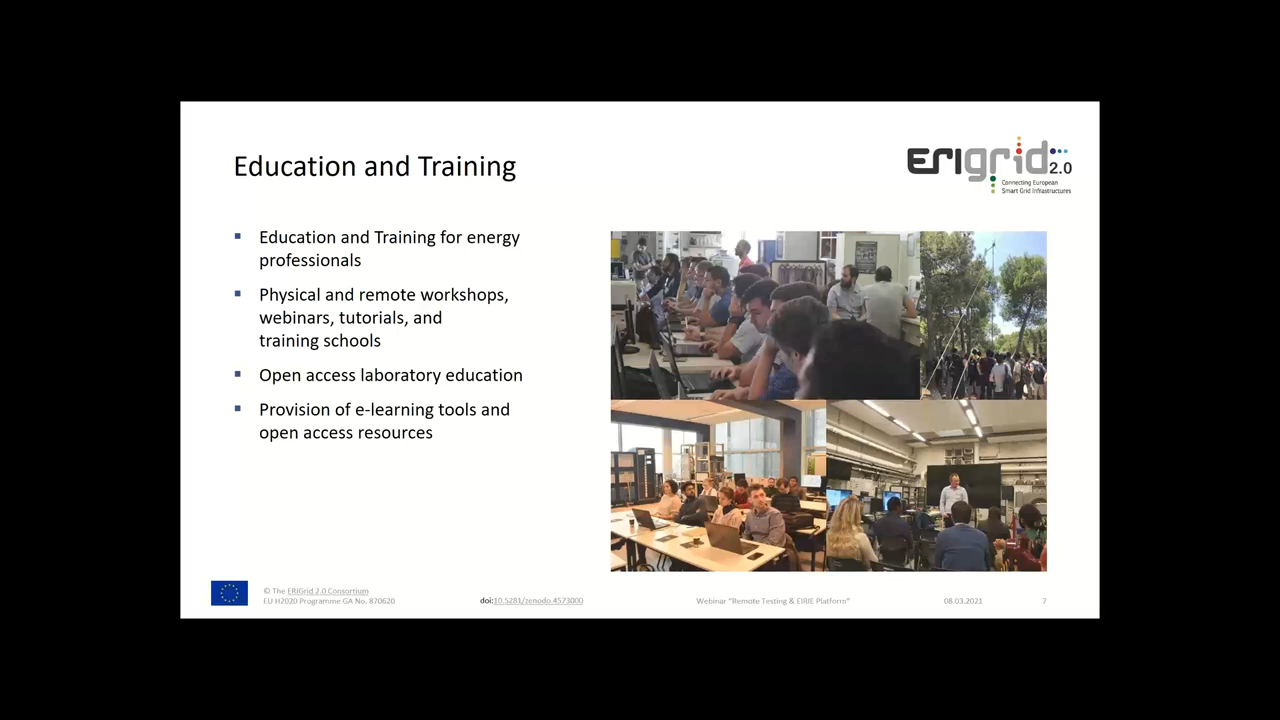 Education and Training
ERIGrid 2.0
Connecting European
Smart Grid Infrastructures
Education and Training for energy
professionals
Physical and remote workshops,
webinars, tutorials, and
training schools
Open access laboratory education
Provision of e-learning tools and
open access resources
© The ERIGrid 2.0 Consortium
EU H2020 Programme GA No. 870620
doi:10.5281/zenodo.4573000
Webinar "Remote Testing & EIRIE Platform"
08.03.2021
7